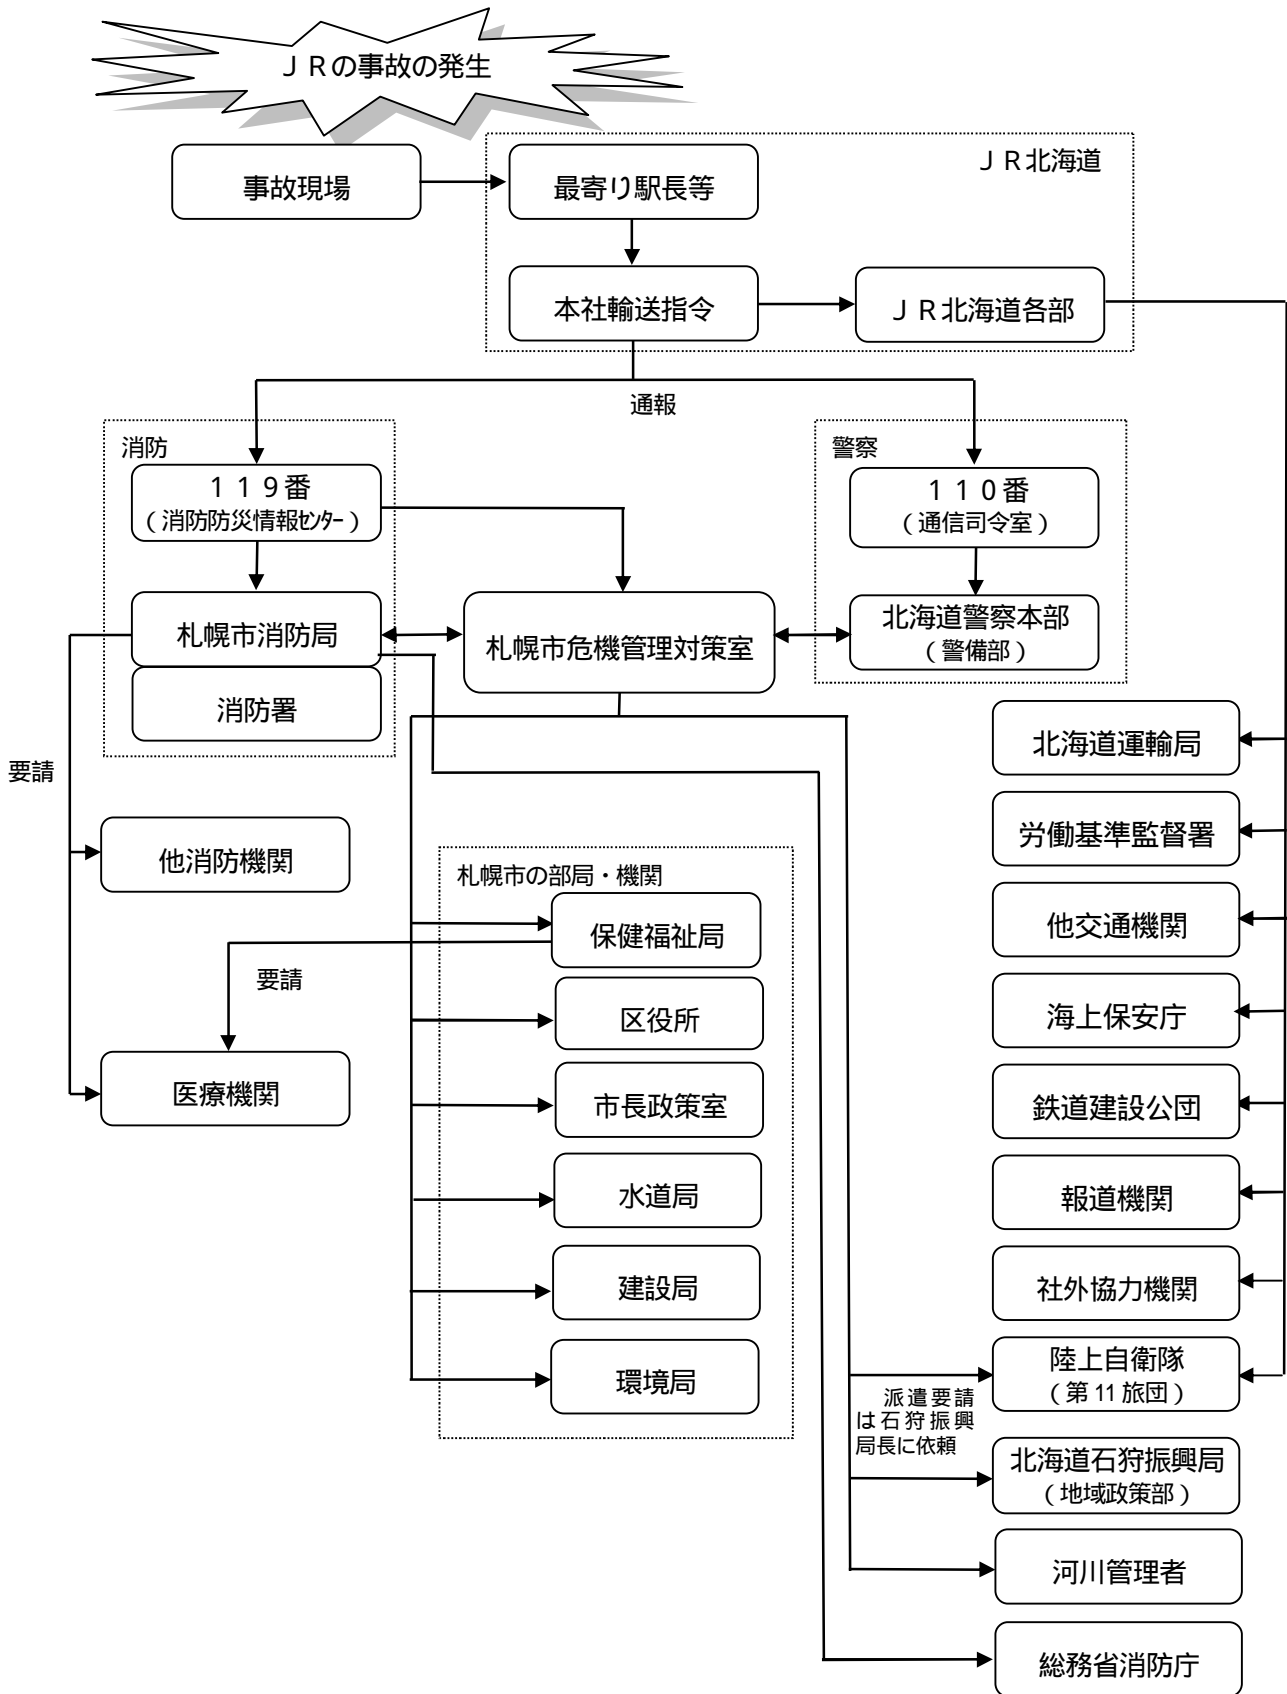 ＪＲの事故の発生
ＪＲ北海道
事故現場
最寄り駅長等
本社輸送指令
ＪＲ北海道各部
通報
消防
警察
１１９番
（消防防災情報ｾﾝﾀｰ）
１１０番
（通信司令室）
札幌市消防局
札幌市危機管理対策室
北海道警察本部
（警備部）
消防署
要請
北海道運輸局
労働基準監督署
他消防機関
札幌市の部局・機関
保健福祉局
他交通機関
要請
区役所
海上保安庁
医療機関
市長政策室
鉄道建設公団
水道局
報道機関
建設局
社外協力機関
環境局
陸上自衛隊
（第11旅団）
派遣要請
は石狩振興
局長に依頼
北海道石狩振興局
（地域政策部）
河川管理者
総務省消防庁